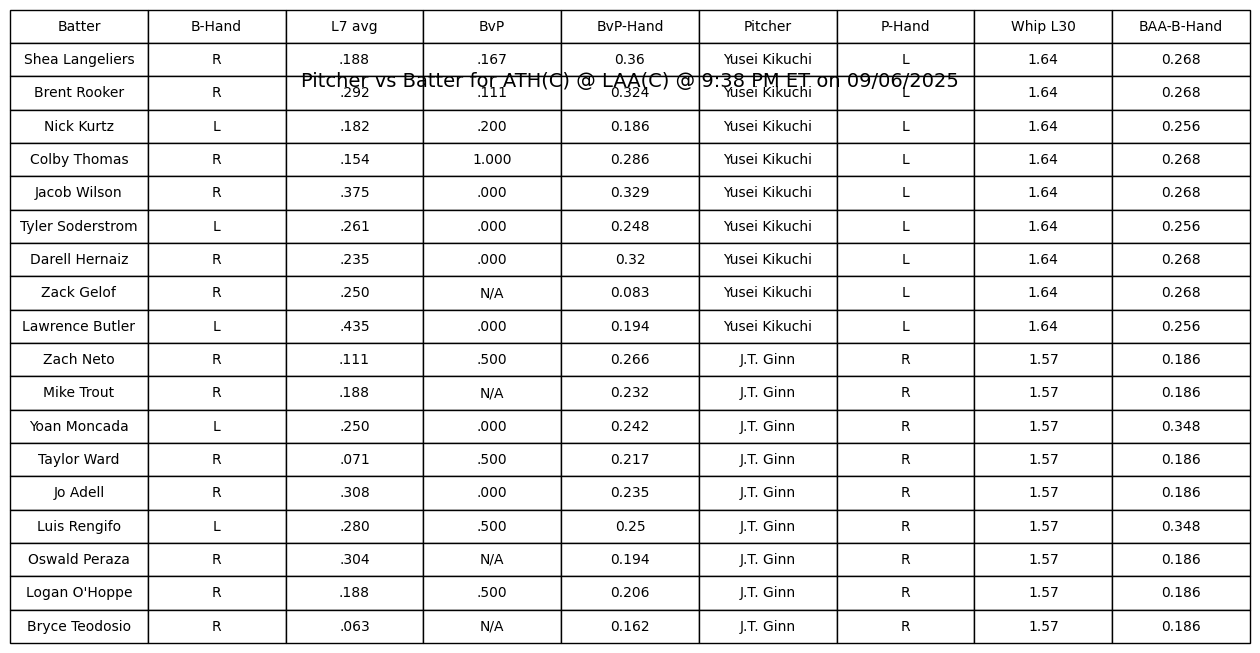 Batter B-Hand L7 avg BvP BvP-Hand Pitcher P-Hand Whip L30 BAA-B-Hand
Shea Langeliers R .188 .167 0.36 Yusei Kikuchi L 1.64 0.268
Pitcher vs Batter for ATH(C) @ LAA(C) @ 9:38 PM ET on 09/06/2025
Brent Rooker R .292 .111 0.324 Yusei Kikuchi L 1.64 0.268
Nick Kurtz L .182 .200 0.186 Yusei Kikuchi L 1.64 0.256
Colby Thomas R .154 1.000 0.286 Yusei Kikuchi L 1.64 0.268
Jacob Wilson R .375 .000 0.329 Yusei Kikuchi L 1.64 0.268
Tyler Soderstrom L .261 .000 0.248 Yusei Kikuchi L 1.64 0.256
Darell Hernaiz R .235 .000 0.32 Yusei Kikuchi L 1.64 0.268
Zack Gelof R .250 N/A 0.083 Yusei Kikuchi L 1.64 0.268
Lawrence Butler L .435 .000 0.194 Yusei Kikuchi L 1.64 0.256
Zach Neto R .111 .500 0.266 J.T. Ginn R 1.57 0.186
Mike Trout R .188 N/A 0.232 J.T. Ginn R 1.57 0.186
Yoan Moncada L .250 .000 0.242 J.T. Ginn R 1.57 0.348
Taylor Ward R .071 .500 0.217 J.T. Ginn R 1.57 0.186
Jo Adell R .308 .000 0.235 J.T. Ginn R 1.57 0.186
Luis Rengifo L .280 .500 0.25 J.T. Ginn R 1.57 0.348
Oswald Peraza R .304 N/A 0.194 J.T. Ginn R 1.57 0.186
Logan O'Hoppe R .188 .500 0.206 J.T. Ginn R 1.57 0.186
Bryce Teodosio R .063 N/A 0.162 J.T. Ginn R 1.57 0.186